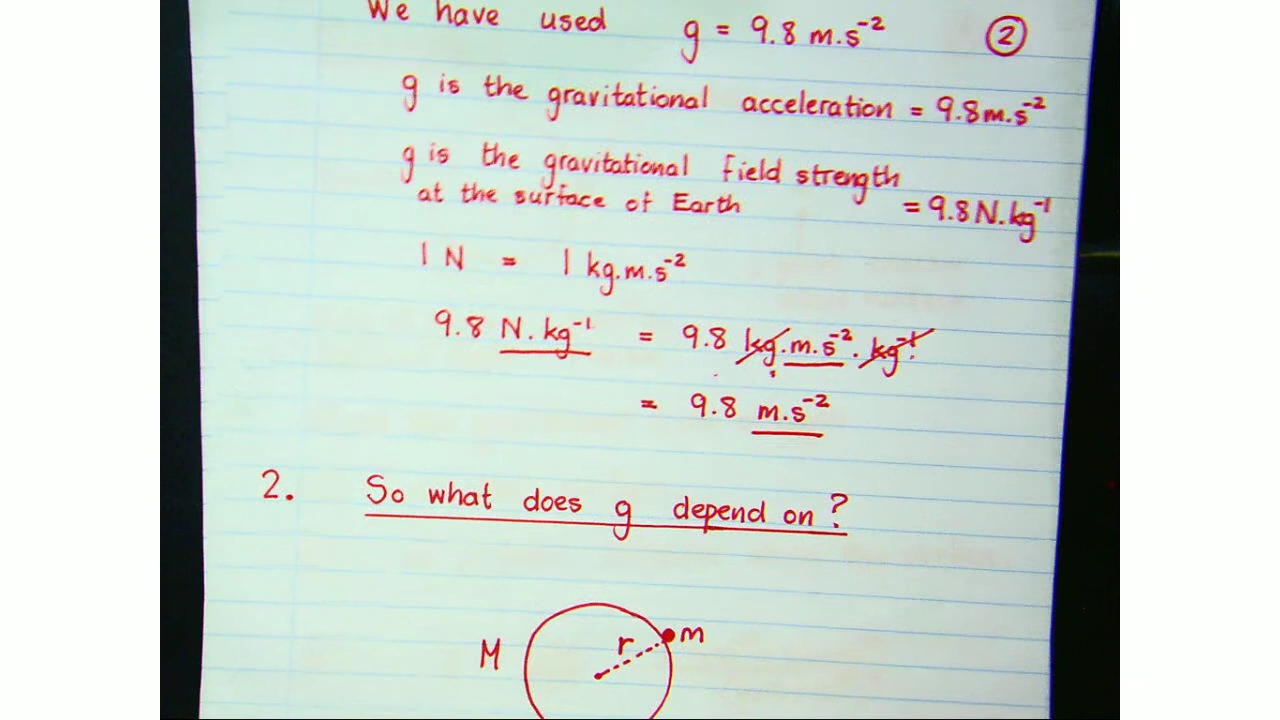 We have used g = 9.8 m.s⁻² ②
g is the gravitational acceleration = 9.8 m.s⁻²
g is the gravitational field strength
at the surface of Earth = 9.8 N.kg⁻¹
1 N = 1 kg.m.s⁻²
9.8 N.kg⁻¹ = 9.8 kg.m.s⁻².kg⁻¹
= 9.8 m.s⁻²
2. So what does g depend on?
r m
M